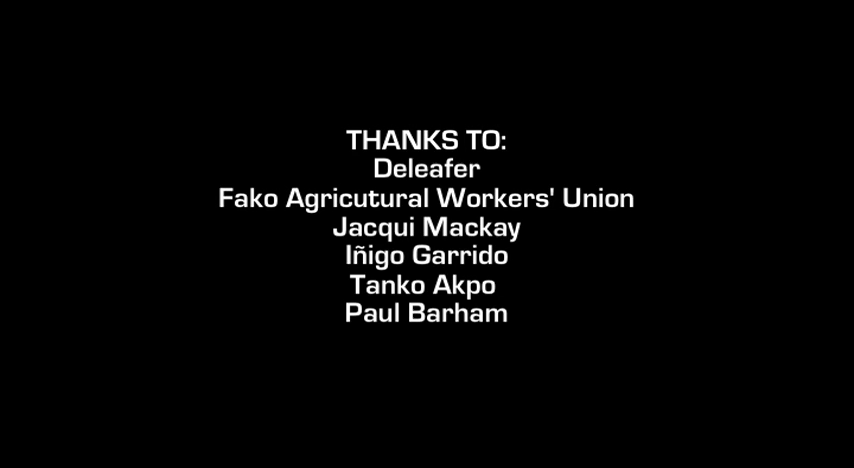 THANKS TO:
Deleafer
Fako Agricutural Workers' Union
Jacqui Mackay
Iñigo Garrido
Tanko Akpo
Paul Barham